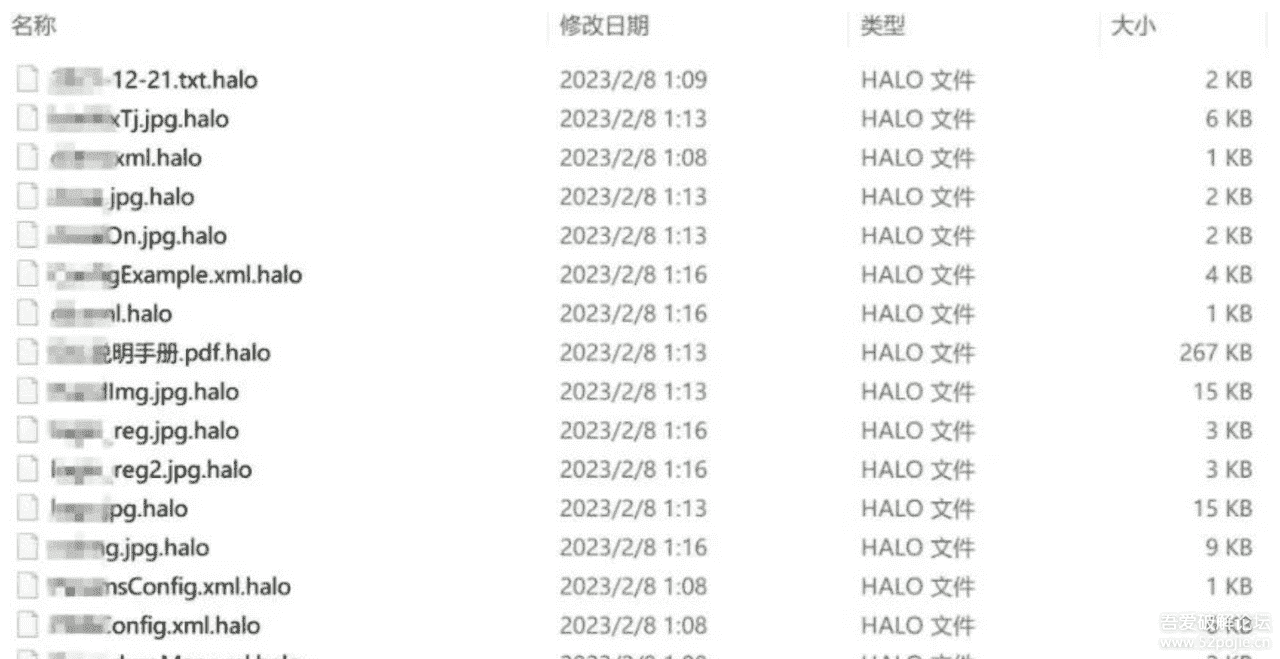 名称 修改日期 类型 大小
-12-21.txt.halo 2023/2/8 1:09 HALO 文件 2 KB
xTj.jpg.halo 2023/2/8 1:13 HALO 文件 6 KB
xml.halo 2023/2/8 1:08 HALO 文件 1 KB
.jpg.halo 2023/2/8 1:13 HALO 文件 2 KB
On.jpg.halo 2023/2/8 1:13 HALO 文件 2 KB
gExample.xml.halo 2023/2/8 1:16 HALO 文件 4 KB
l.halo 2023/2/8 1:16 HALO 文件 1 KB
说明手册.pdf.halo 2023/2/8 1:13 HALO 文件 267 KB
Img.jpg.halo 2023/2/8 1:13 HALO 文件 15 KB
_reg.jpg.halo 2023/2/8 1:13 HALO 文件 3 KB
_reg2.jpg.halo 2023/2/8 1:16 HALO 文件 3 KB
pg.halo 2023/2/8 1:13 HALO 文件 15 KB
g.jpg.halo 2023/2/8 1:16 HALO 文件 9 KB
nsConfig.xml.halo 2023/2/8 1:08 HALO 文件 1 KB
Config.xml.halo 2023/2/8 1:08 HALO 文件 KB
吾爱破解论坛
www.52pojie.cn